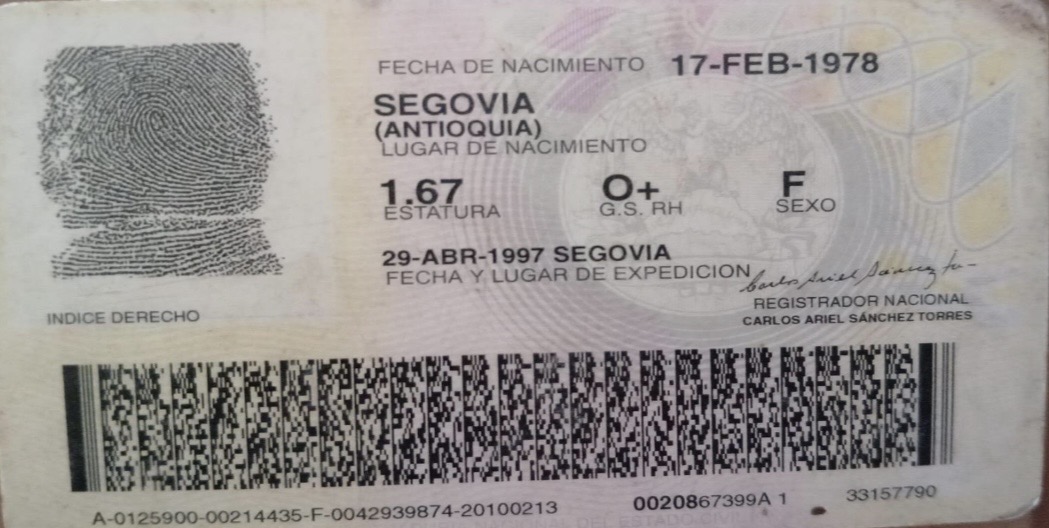 FECHA DE NACIMIENTO 17-FEB-1978
SEGOVIA
(ANTIOQUIA)
LUGAR DE NACIMIENTO
1.67 O+ F
ESTATURA G.S. RH SEXO
29-ABR-1997 SEGOVIA
FECHA Y LUGAR DE EXPEDICION
INDICE DERECHO
REGISTRADOR NACIONAL
CARLOS ARIEL SÁNCHEZ TORRES
A-0125900-00214435-F-0042939874-20100213 0020867399A 1 33157790